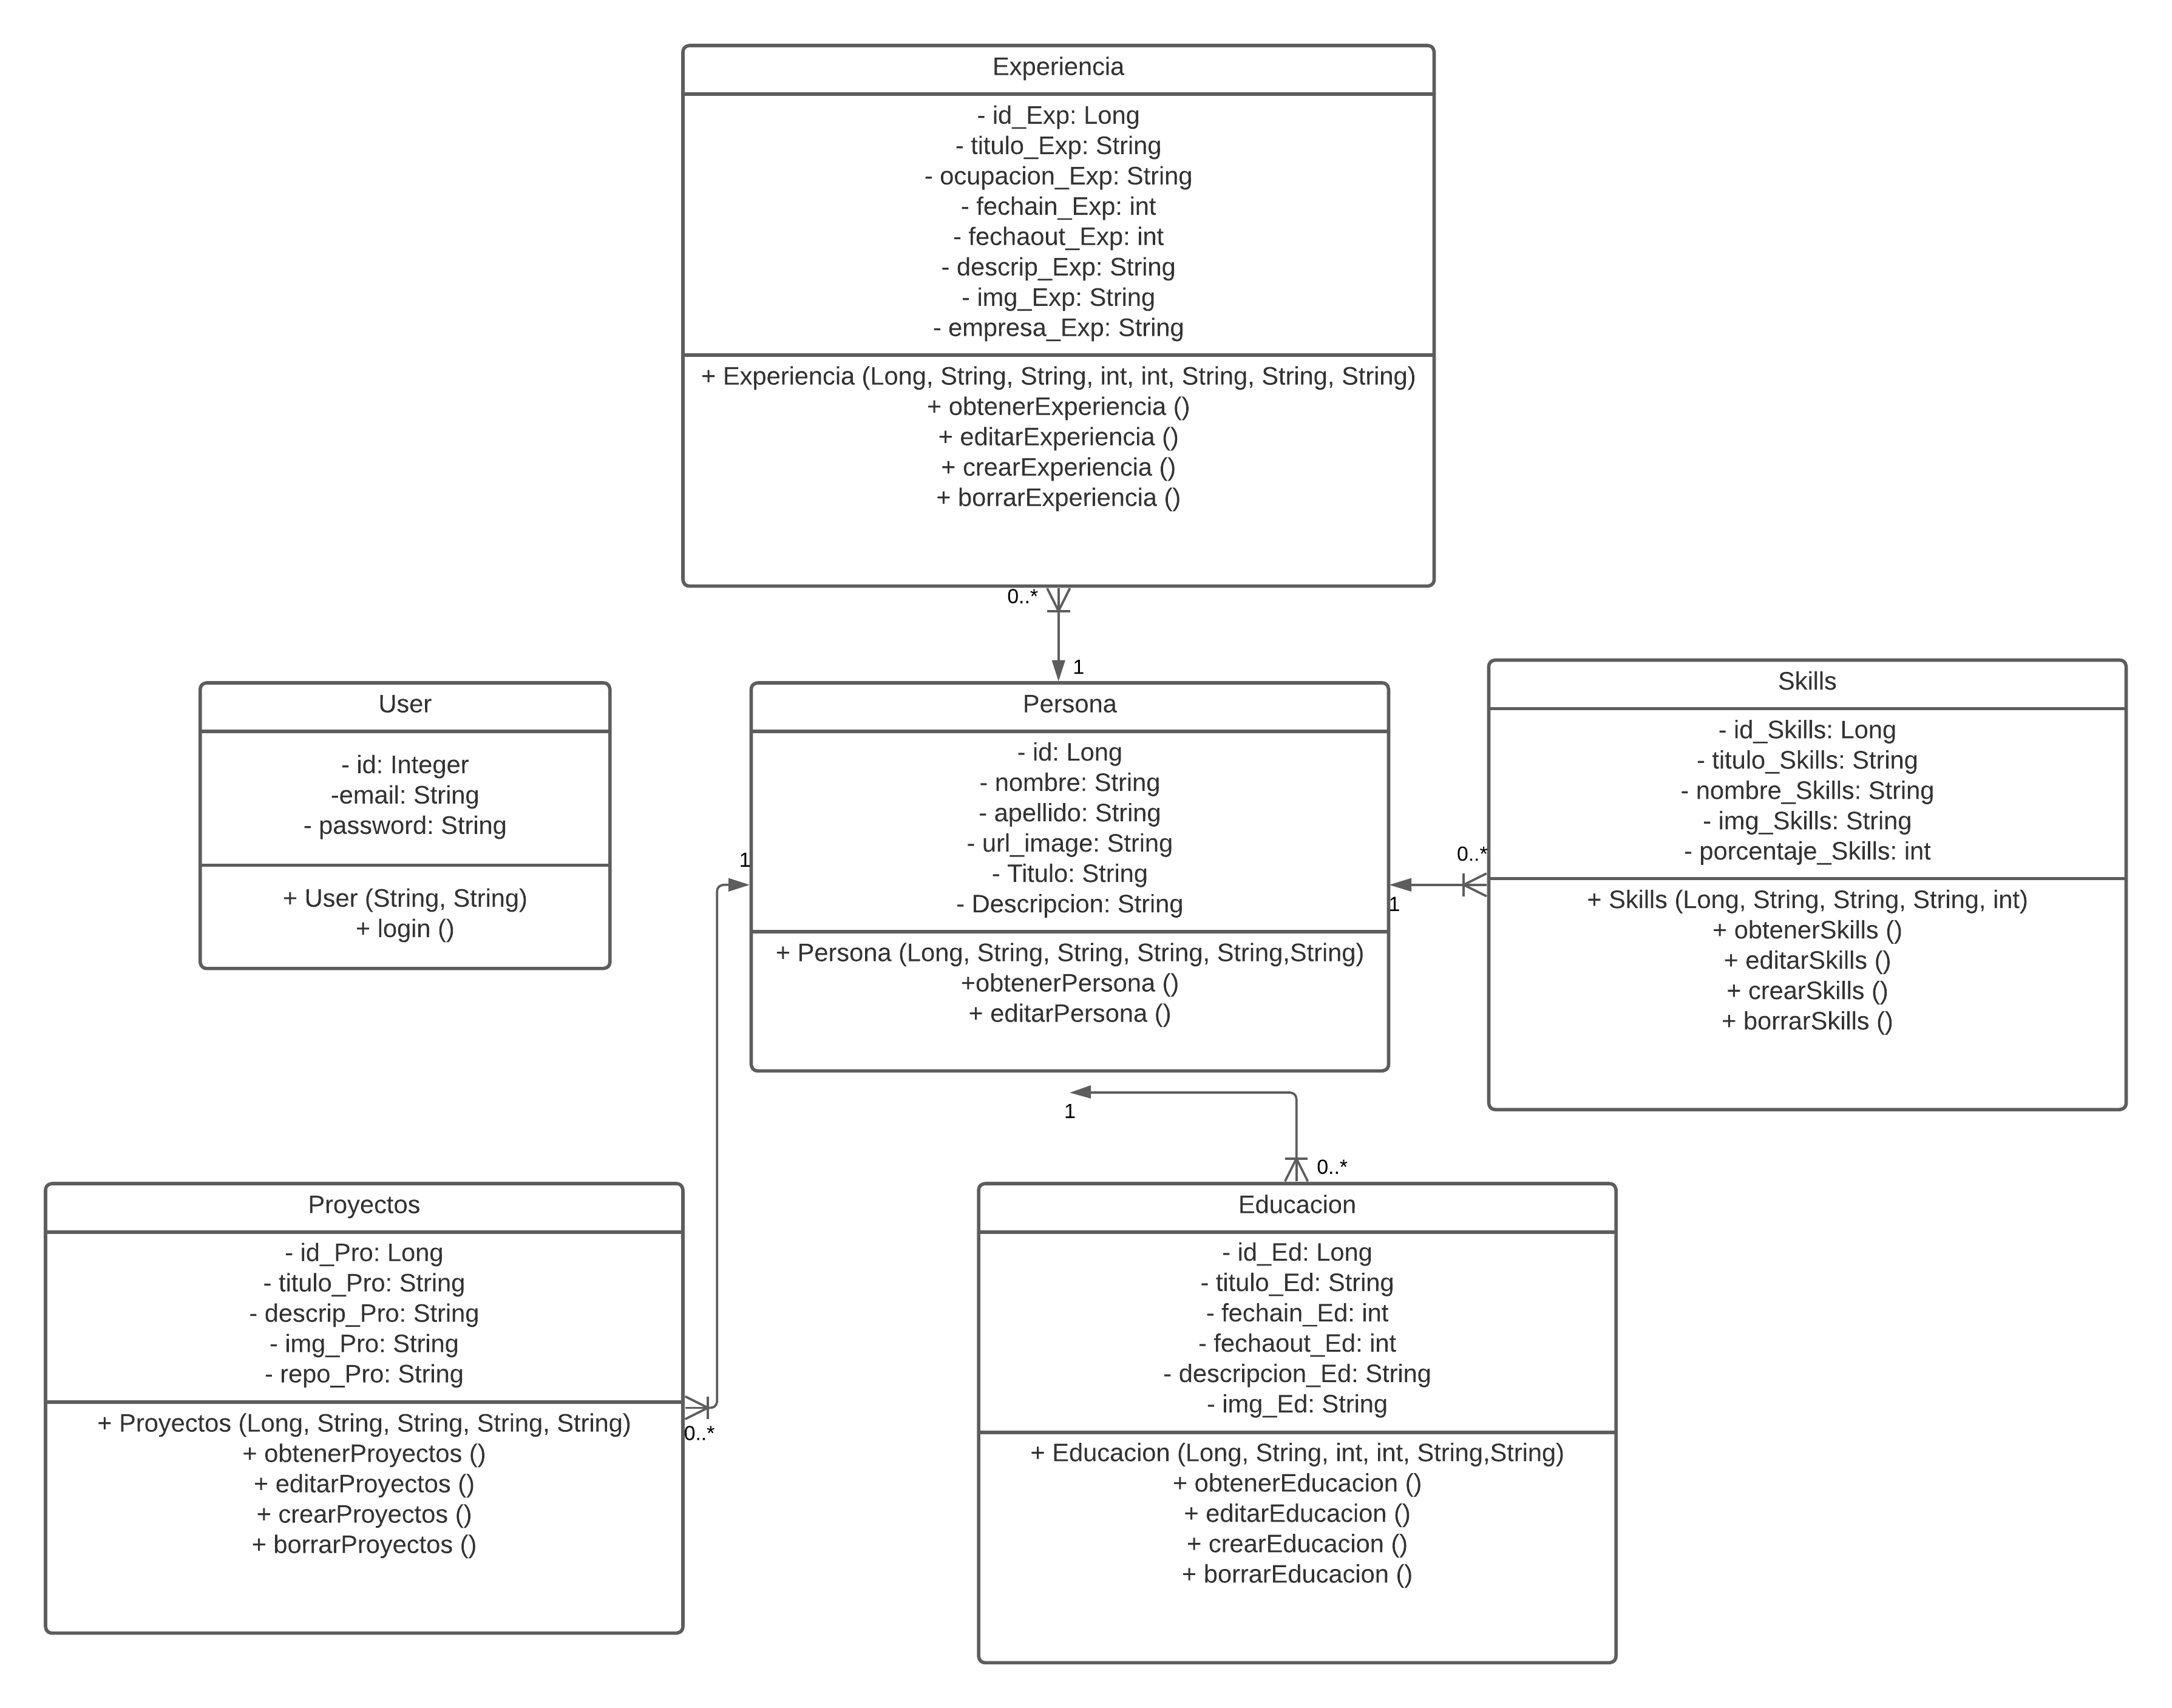 Experiencia
- id_Exp: Long
- titulo_Exp: String
- ocupacion_Exp: String
- fechain_Exp: int
- fechaout_Exp: int
- descrip_Exp: String
- img_Exp: String
- empresa_Exp: String
+ Experiencia (Long, String, String, int, int, String, String, String)
+ obtenerExperiencia ()
+ editarExperiencia ()
+ crearExperiencia ()
+ borrarExperiencia ()
0..*
1
User
- id: Integer
-email: String
- password: String
+ User (String, String)
+ login ()
Persona
- id: Long
- nombre: String
- apellido: String
- url_image: String
- Titulo: String
- Descripcion: String
+ Persona (Long, String, String, String, String,String)
+obtenerPersona ()
+ editarPersona ()
1
1
0..*
Skills
- id_Skills: Long
- titulo_Skills: String
- nombre_Skills: String
- img_Skills: String
- porcentaje_Skills: int
+ Skills (Long, String, String, String, int)
+ obtenerSkills ()
+ editarSkills ()
+ crearSkills ()
+ borrarSkills ()
1
0..*
Proyectos
- id_Pro: Long
- titulo_Pro: String
- descrip_Pro: String
- img_Pro: String
- repo_Pro: String
+ Proyectos (Long, String, String, String, String)
+ obtenerProyectos ()
+ editarProyectos ()
+ crearProyectos ()
+ borrarProyectos ()
0..*
Educacion
- id_Ed: Long
- titulo_Ed: String
- fechain_Ed: int
- fechaout_Ed: int
- descripcion_Ed: String
- img_Ed: String
+ Educacion (Long, String, int, int, String,String)
+ obtenerEducacion ()
+ editarEducacion ()
+ crearEducacion ()
+ borrarEducacion ()